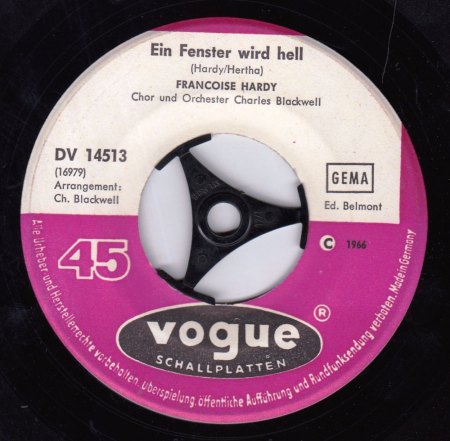 Ein Fenster wird hell
(Hardy/Hertha)
FRANCOISE HARDY
Chor und Orchester Charles Blackwell
DV 14513
(16979)
Arrangement:
Ch. Blackwell
GEMA
Ed. Belmont
45
C 1966
vogue ®
SCHALLPLATTEN
Alle Urheber und Herstellerrechte vorbehalten. Überspielung, öffentliche Aufführung und Rundfunksendung verboten. Made in Germany